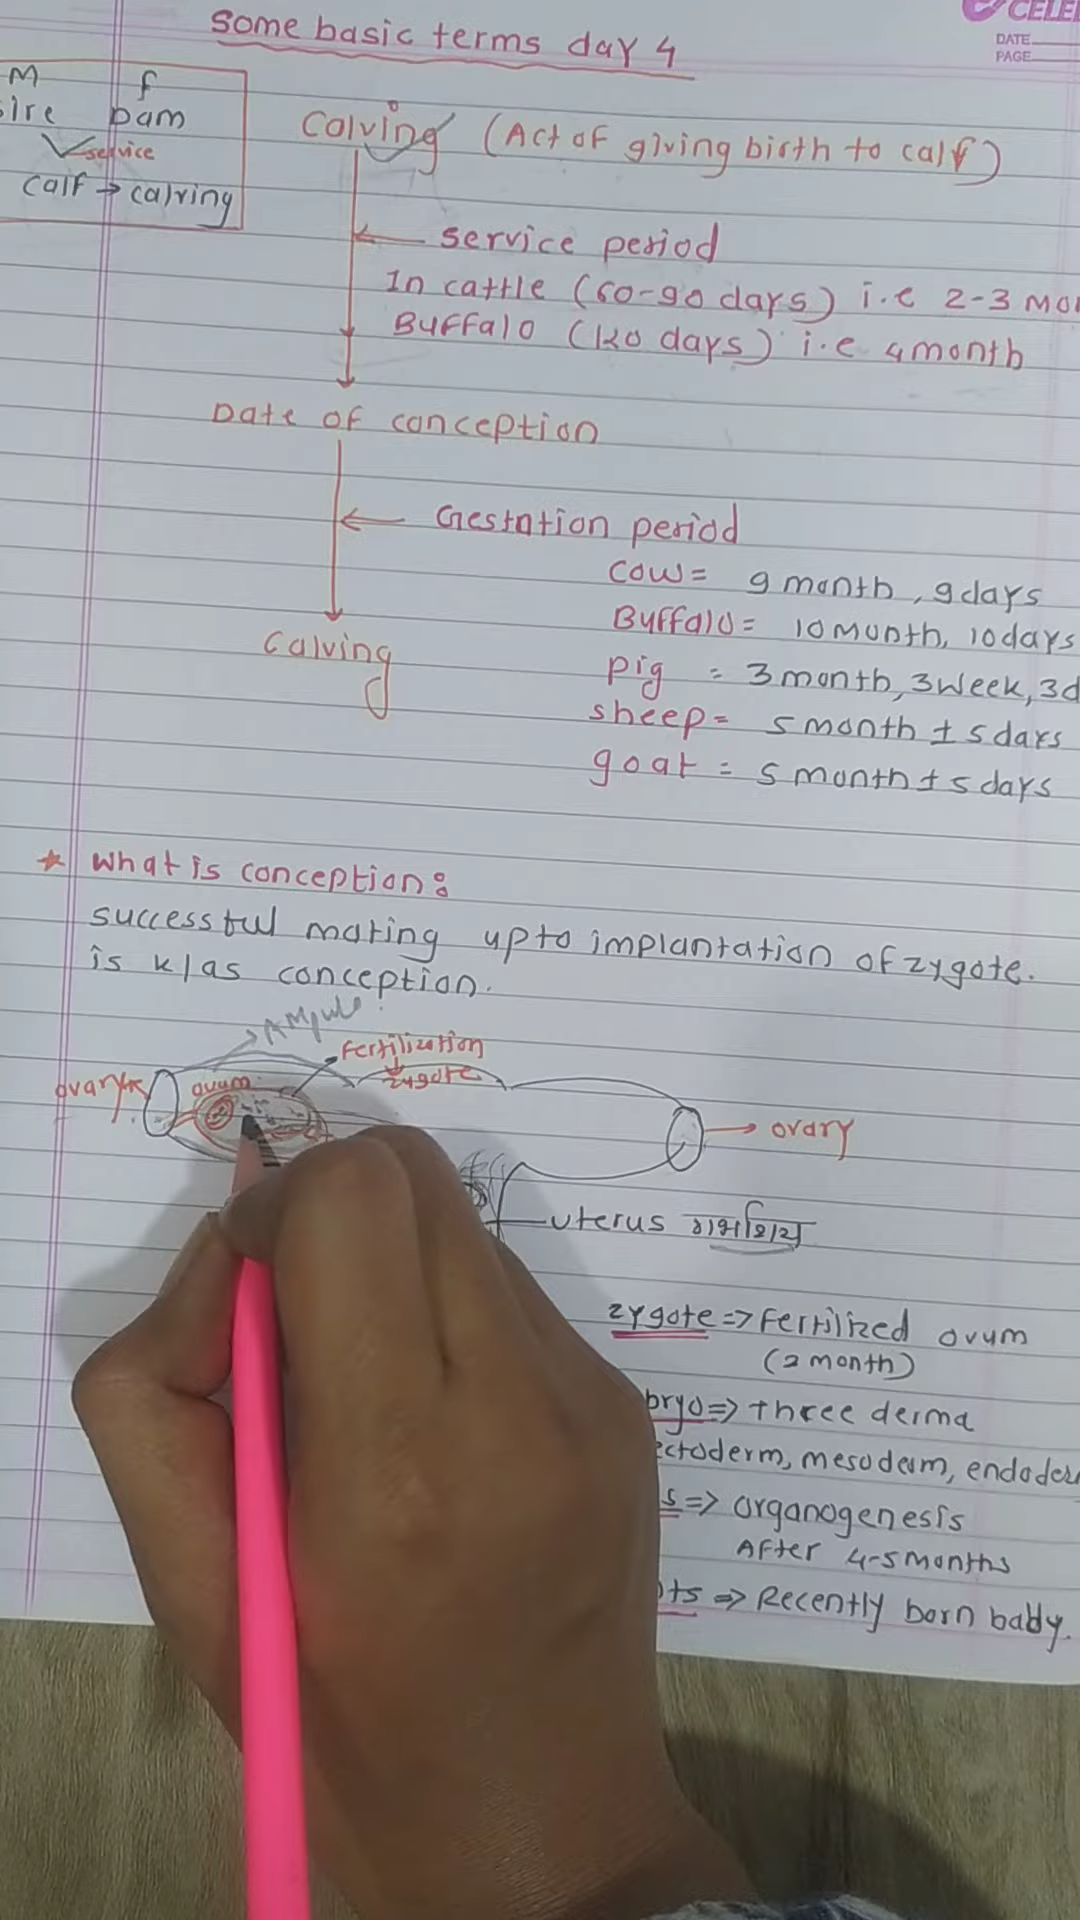 CELE
DATE
PAGE
Some basic terms day 4
M f
ire Dam
service
calf → calving
Calving (Act of giving birth to calf)
← service period
In cattle (60-90 days) i.e 2-3 mo
Buffalo (120 days) i.e 4 month
Date of conception
← Gestation period
cow = 9 month, 9 days
Buffalo = 10 month, 10 days
pig = 3 month, 3 week, 3 d
sheep = 5 month ± 5 days
goat = 5 month ± 5 days
Calving
* What is conception:
successful mating upto implantation of zygote.
is k/as conception.
Fertilization
zygote
ovary
ovum
→ ovary
uterus गर्भाशय
zygote => Fertilized ovum
(2 month)
bryo => three derma
ectoderm, mesoderm, endoder
s => organogenesis
After 4-5 months
ots => Recently born baby.